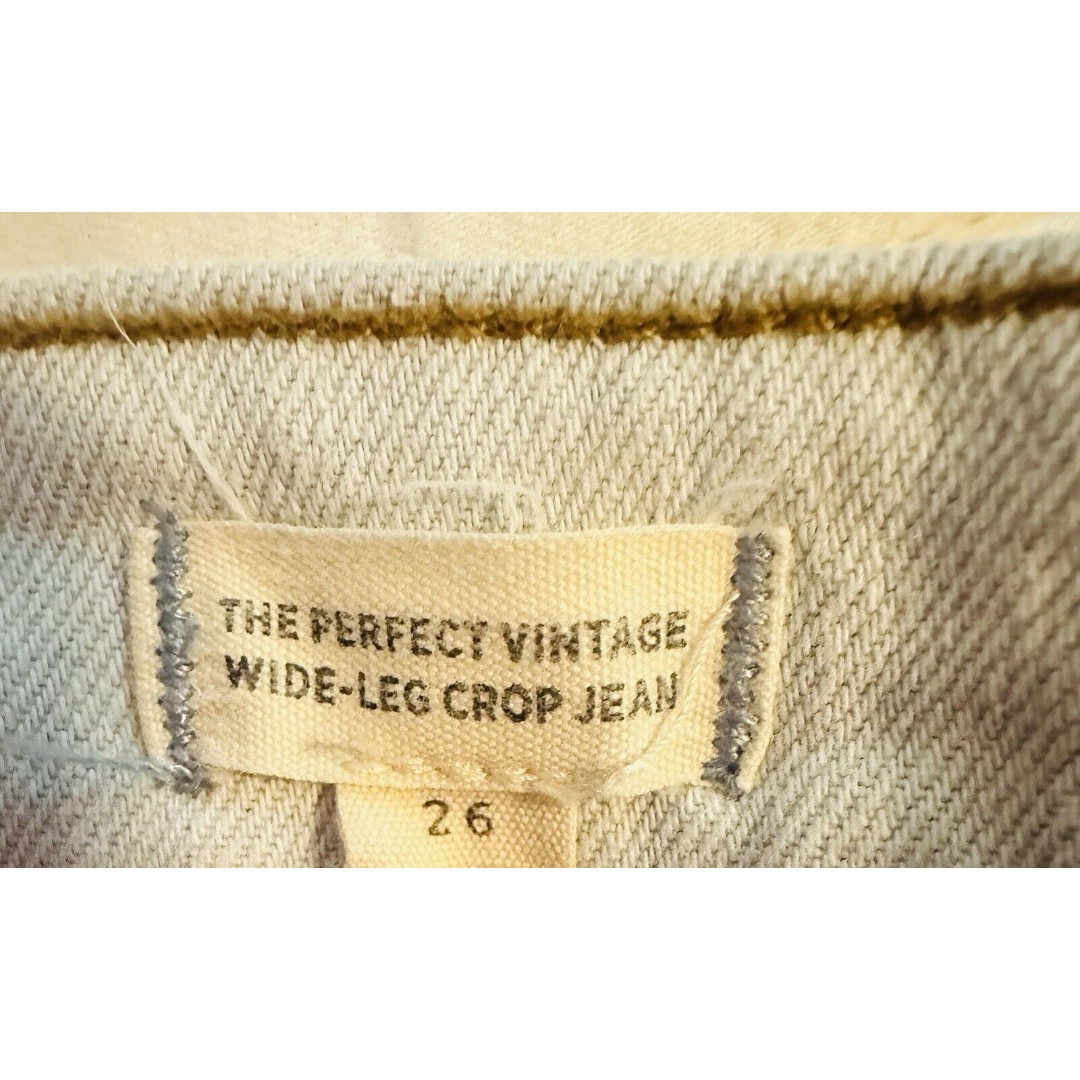 THE PERFECT VINTAGE
WIDE-LEG CROP JEAN
26